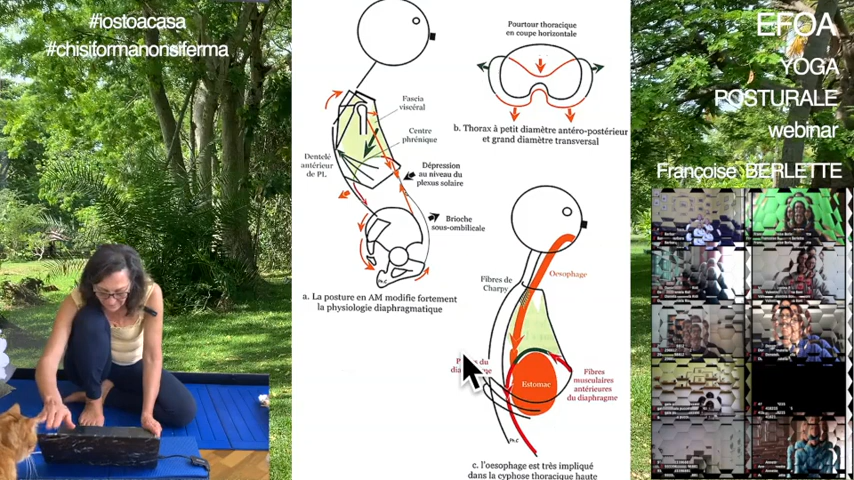 #iostoacasa
#chisiformanonsiferma
Fascia
viscéral
Centre
phrénique
Dentelé
antérieur
de PL
Dépression
au niveau du
plexus solaire
Brioche
sous-ombilicale
a. La posture en AM modifie fortement
la physiologie diaphragmatique
Pourtour thoracique
en coupe horizontale
b. Thorax à petit diamètre antéro-postérieur
et grand diamètre transversal
Fibres de
Charpy
Oesophage
du
Estomac
Fibres
musculaires
antérieures
du diaphragme
c. l'oesophage est très impliqué
dans la cyphose thoracique haute
EFOA
YOGA
POSTURALE
webinar
Françoise BERLETTE